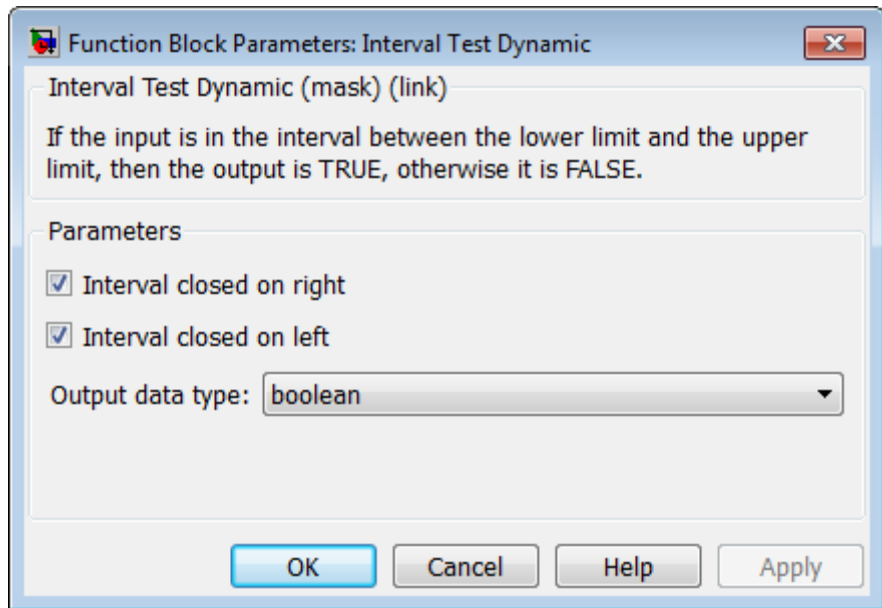 Function Block Parameters: Interval Test Dynamic
Interval Test Dynamic (mask) (link)
If the input is in the interval between the lower limit and the upper
limit, then the output is TRUE, otherwise it is FALSE.
Parameters
Interval closed on right
Interval closed on left
Output data type: boolean
OK Cancel Help Apply